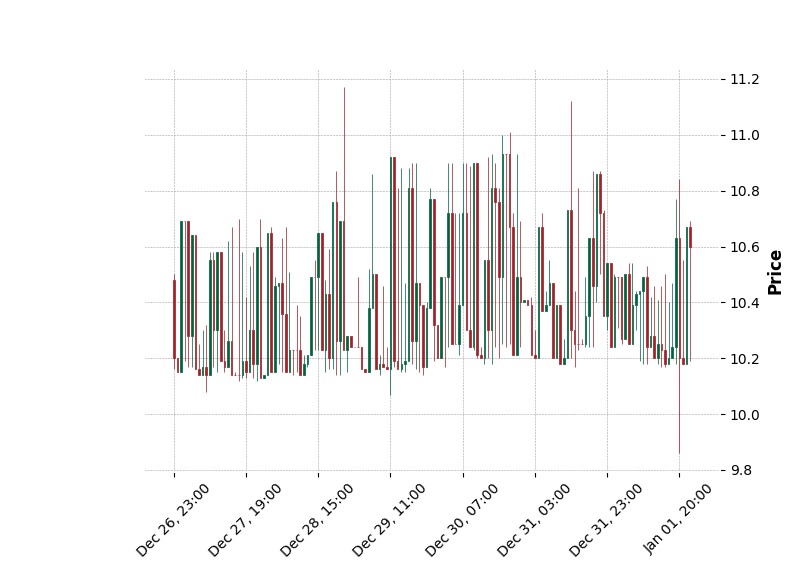 11.2
11.0
10.8
10.6
10.4
10.2
10.0
9.8
Price
Dec 26, 23:00
Dec 27, 19:00
Dec 28, 15:00
Dec 29, 11:00
Dec 30, 07:00
Dec 31, 03:00
Dec 31, 23:00
Jan 01, 20:00